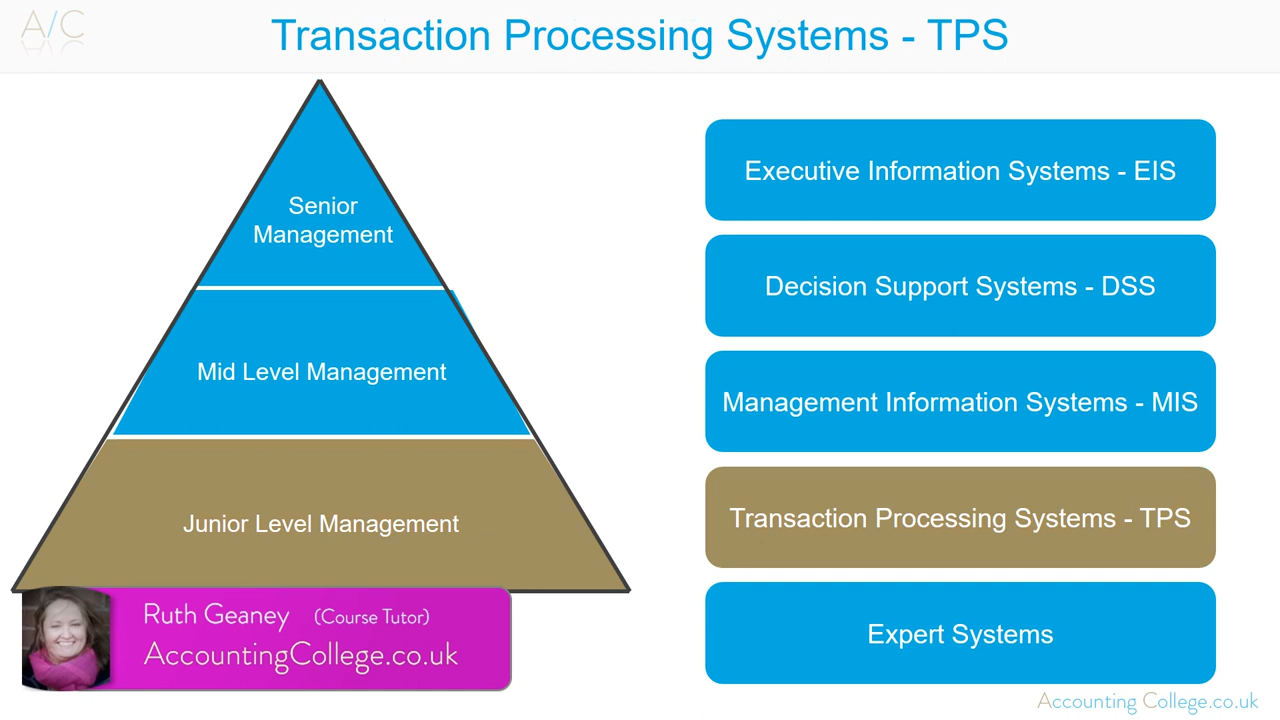 A/C
Transaction Processing Systems - TPS
Senior
Management
Mid Level Management
Junior Level Management
Executive Information Systems - EIS
Decision Support Systems - DSS
Management Information Systems - MIS
Transaction Processing Systems - TPS
Expert Systems
Ruth Geaney (Course Tutor)
AccountingCollege.co.uk
Accounting College.co.uk